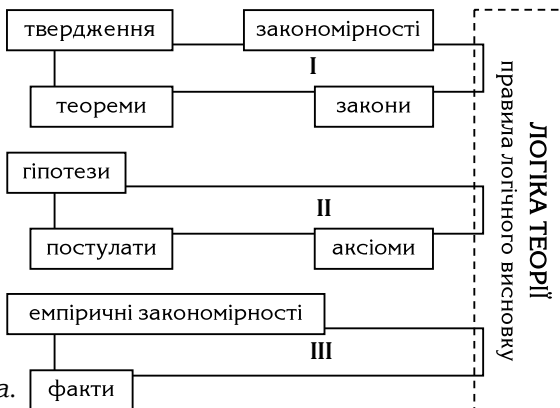 твердження закономірності
I
теореми закони
гіпотези
II
постулати аксіоми
емпіричні закономірності
III
а. факти
ЛОГІКА ТЕОРІЇ
правила логічного висновку